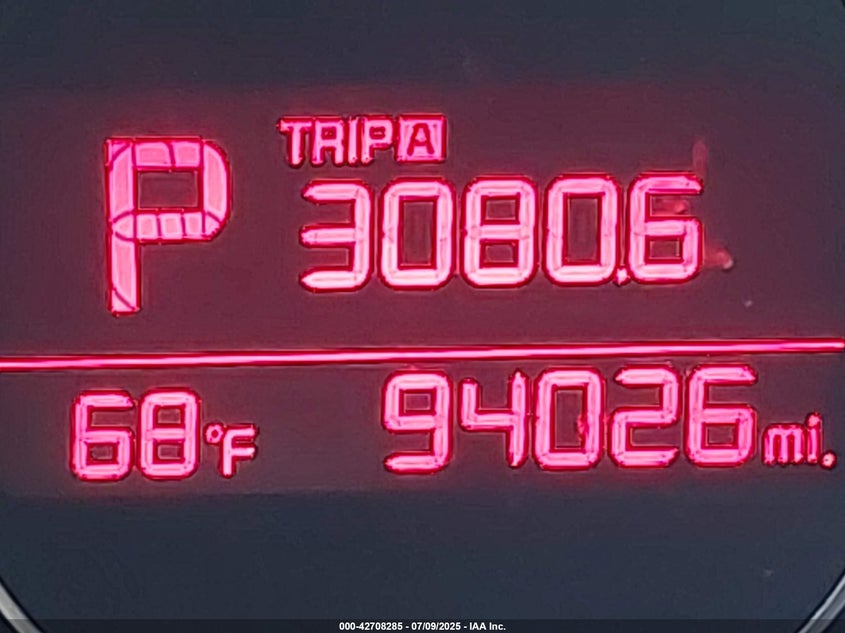 TRIP A
P 3080.6
68°F 94026 mi.
000-42708285 - 07/09/2025 - IAA Inc.